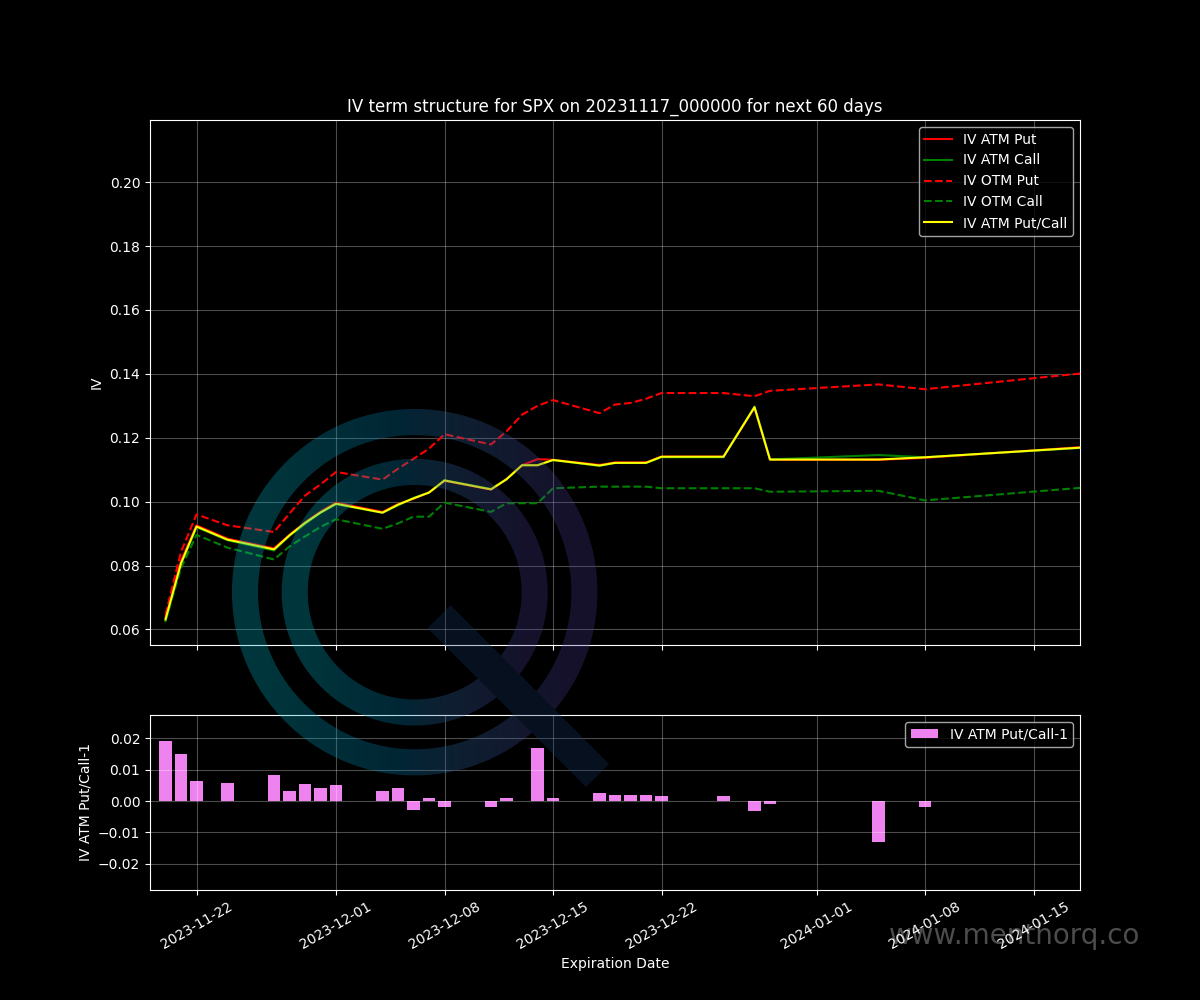 IV term structure for SPX on 20231117_000000 for next 60 days
IV ATM Put
IV ATM Call
IV OTM Put
IV OTM Call
IV ATM Put/Call
0.20
0.18
0.16
0.14
0.12
0.10
0.08
0.06
IV
IV ATM Put/Call-1
0.02
0.01
0.00
−0.01
−0.02
IV ATM Put/Call-1
2023-11-22
2023-12-01
2023-12-08
2023-12-15
2023-12-22
2024-01-01
2024-01-08
2024-01-15
www.menthorq.co
Expiration Date